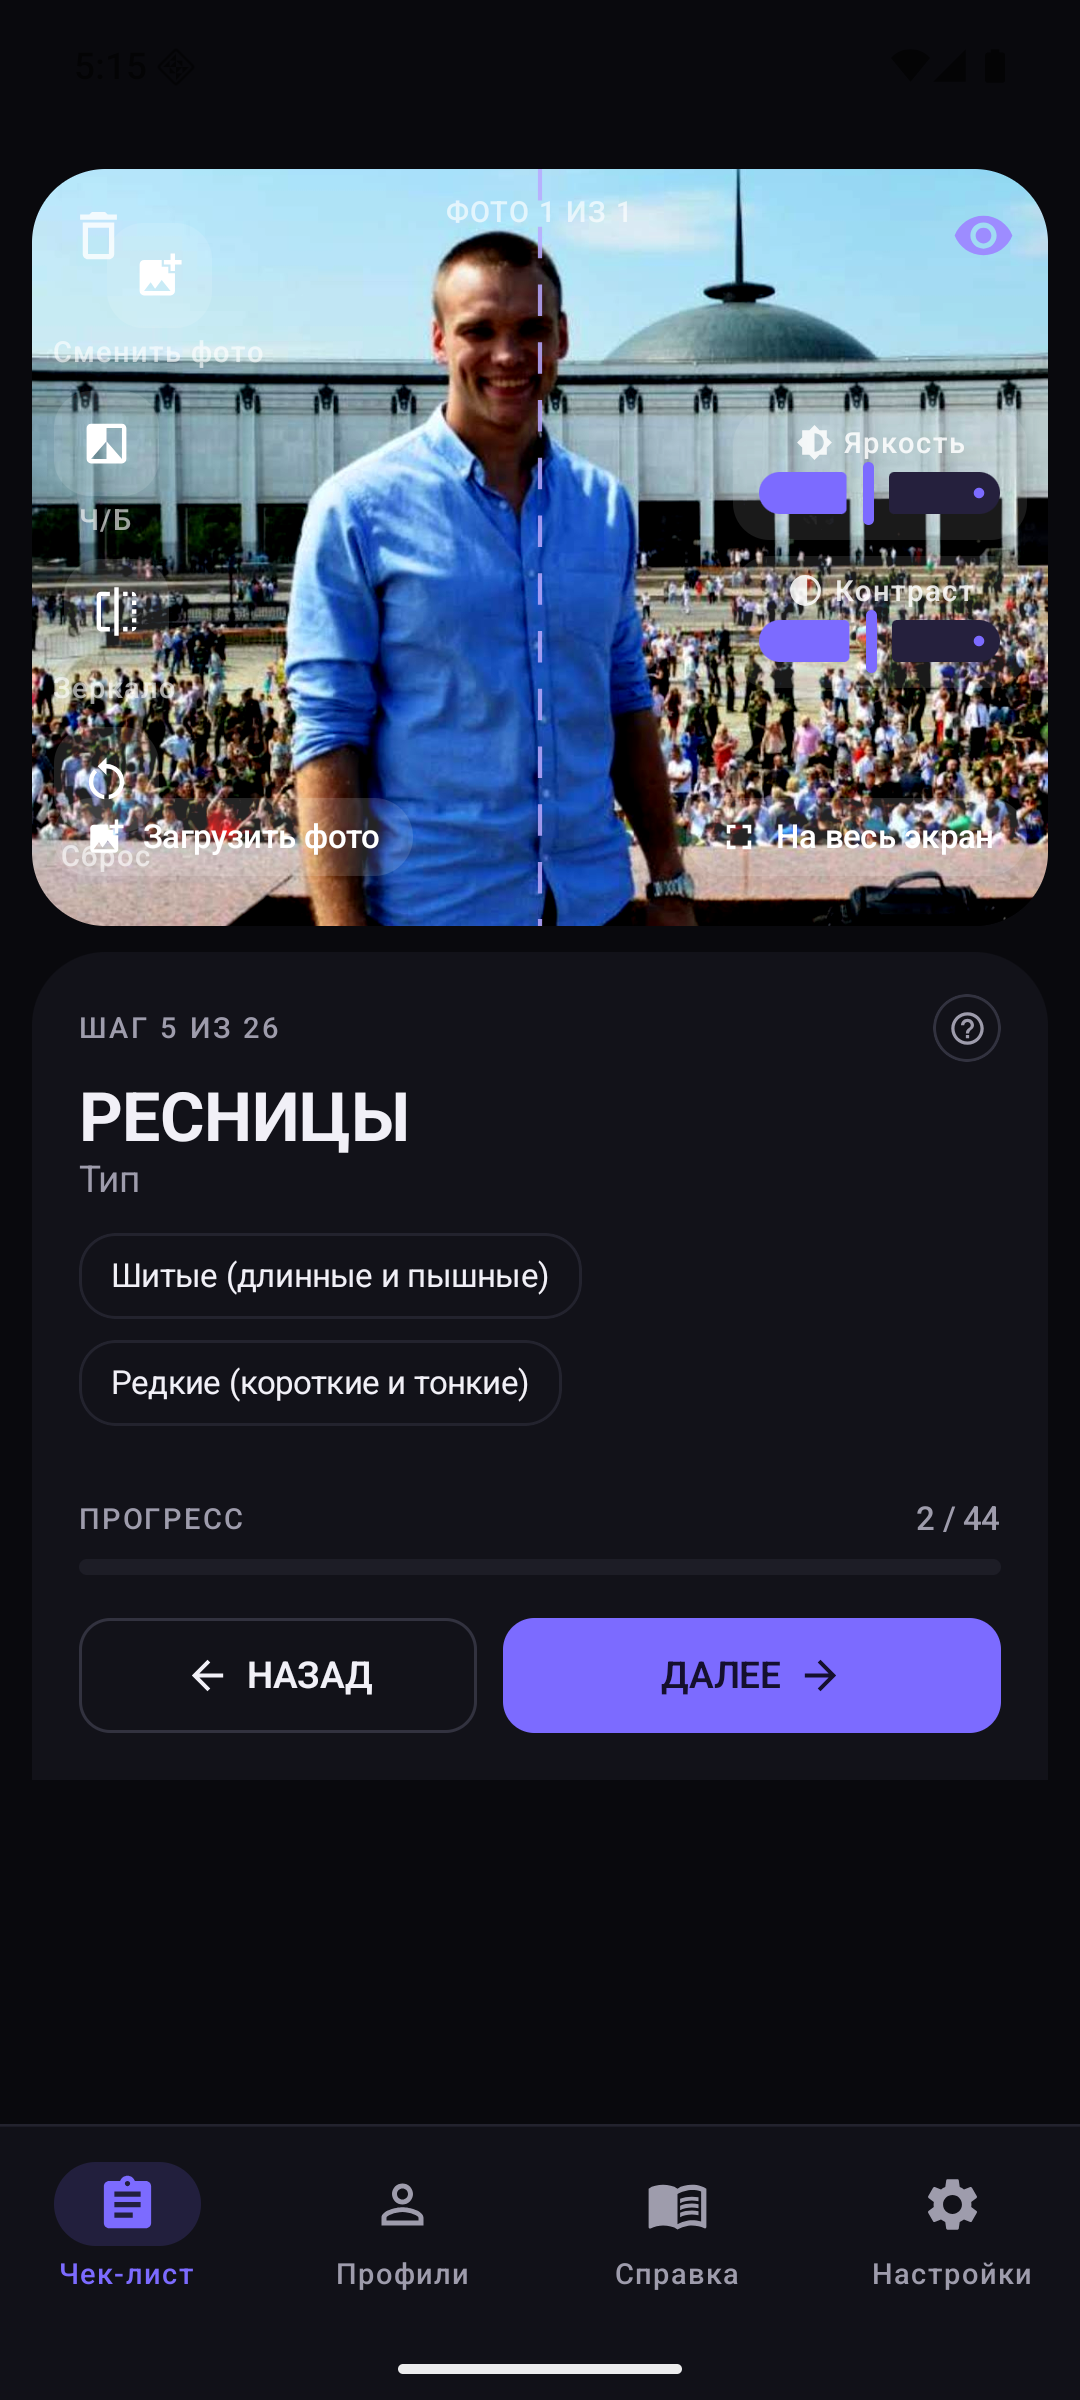 5:15
ФОТО 1 ИЗ 1
Сменить фото
Ч/Б
Зеркало
Сброс
Яркость
Контраст
Загрузить фото
На весь экран
ШАГ 5 ИЗ 26
РЕСНИЦЫ
Тип
Шитые (длинные и пышные)
Редкие (короткие и тонкие)
ПРОГРЕСС 2 / 44
НАЗАД ДАЛЕЕ
Чек-лист Профили Справка Настройки